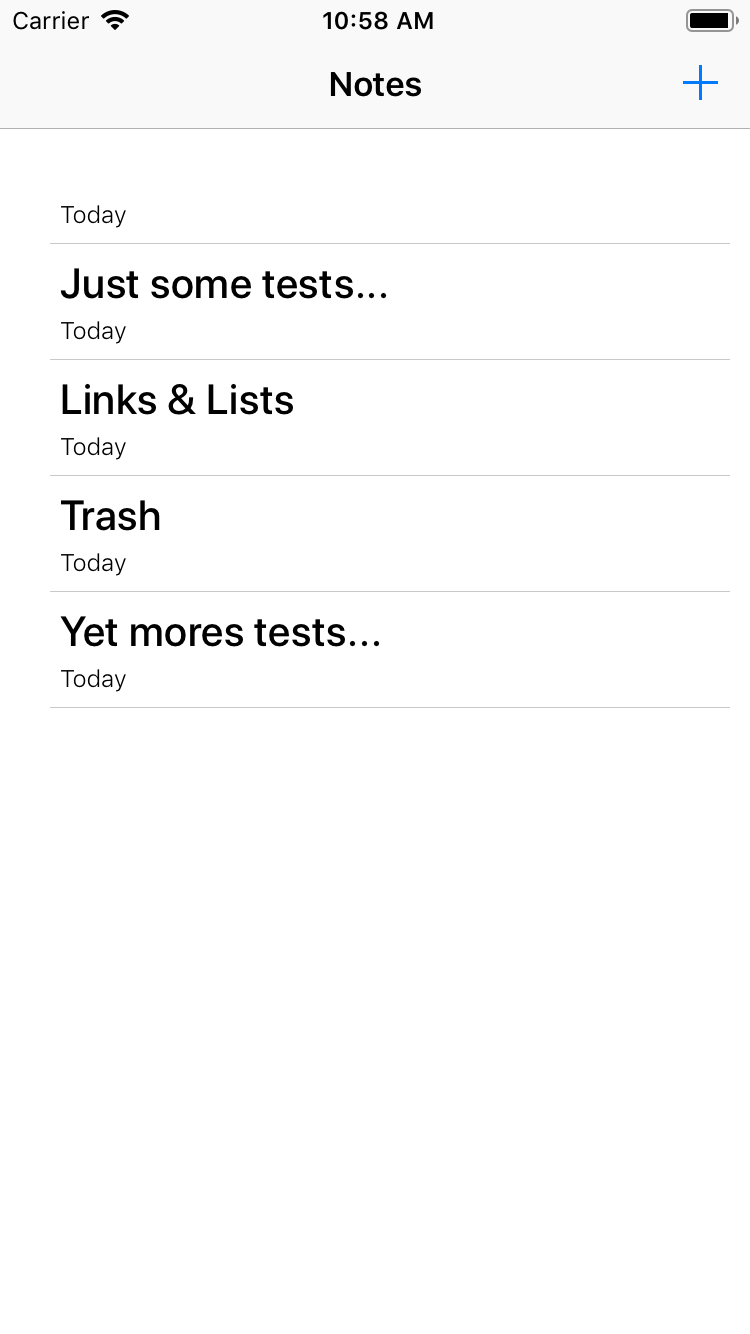 Carrier 10:58 AM
Notes
Today
Just some tests...
Today
Links & Lists
Today
Trash
Today
Yet mores tests...
Today